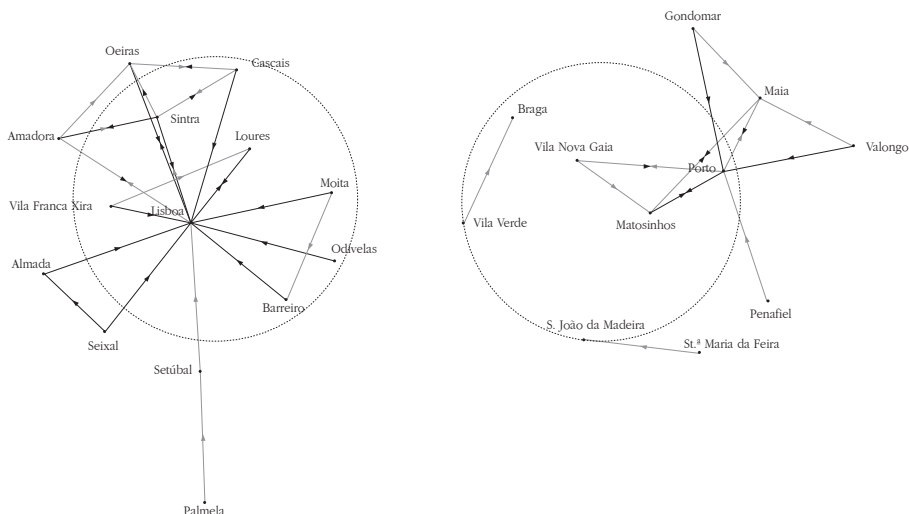 Oeiras
Cascais
Sintra
Amadora
Loures
Moita
Vila Franca Xira
Lisboa
Odivelas
Almada
Barreiro
Seixal
Setúbal
Palmela
Gondomar
Maia
Braga
Vila Nova Gaia
Porto
Valongo
Vila Verde
Matosinhos
Penafiel
S. João da Madeira
St.ª Maria da Feira